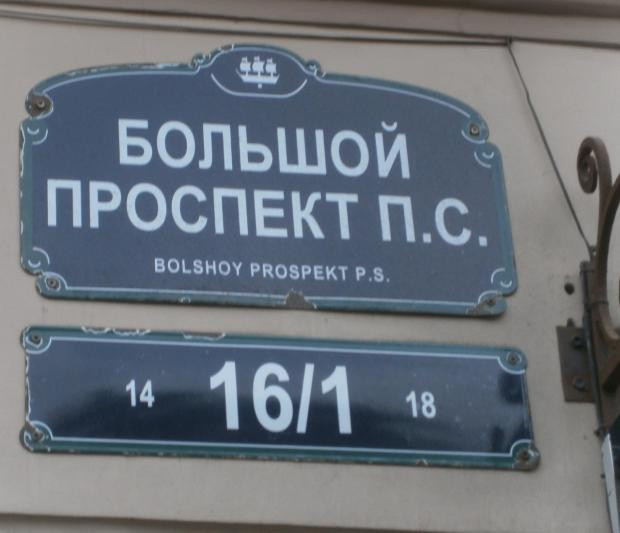 БОЛЬШОЙ
ПРОСПЕКТ П.С.
BOLSHOY PROSPEKT P.S.
14 16/1 18